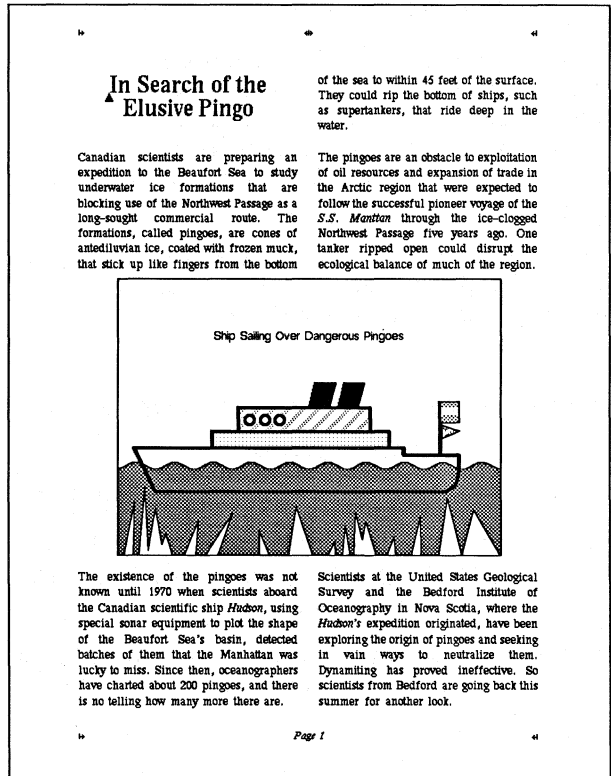 In Search of the
Elusive Pingo
Canadian scientists are preparing an
expedition to the Beaufort Sea to study
underwater ice formations that are
blocking use of the Northwest Passage as a
long-sought commercial route. The
formations, called pingoes, are cones of
antediluvian ice, coated with frozen muck,
that stick up like fingers from the bottom
of the sea to within 45 feet of the surface.
They could rip the bottom of ships, such
as supertankers, that ride deep in the
water.
The pingoes are an obstacle to exploitation
of oil resources and expansion of trade in
the Arctic region that were expected to
follow the successful pioneer voyage of the
S.S. Manttan through the ice-clogged
Northwest Passage five years ago. One
tanker ripped open could disrupt the
ecological balance of much of the region.
Ship Sailing Over Dangerous Pingoes
The existence of the pingoes was not
known until 1970 when scientists aboard
the Canadian scientific ship Hudson, using
special sonar equipment to plot the shape
of the Beaufort Sea's basin, detected
batches of them that the Manhattan was
lucky to miss. Since then, oceanographers
have charted about 200 pingoes, and there
is no telling how many more there are.
Scientists at the United States Geological
Survey and the Bedford Institute of
Oceanography in Nova Scotia, where the
Hudson's expedition originated, have been
exploring the origin of pingoes and seeking
in vain ways to neutralize them.
Dynamiting has proved ineffective. So
scientists from Bedford are going back this
summer for another look.
Page 1